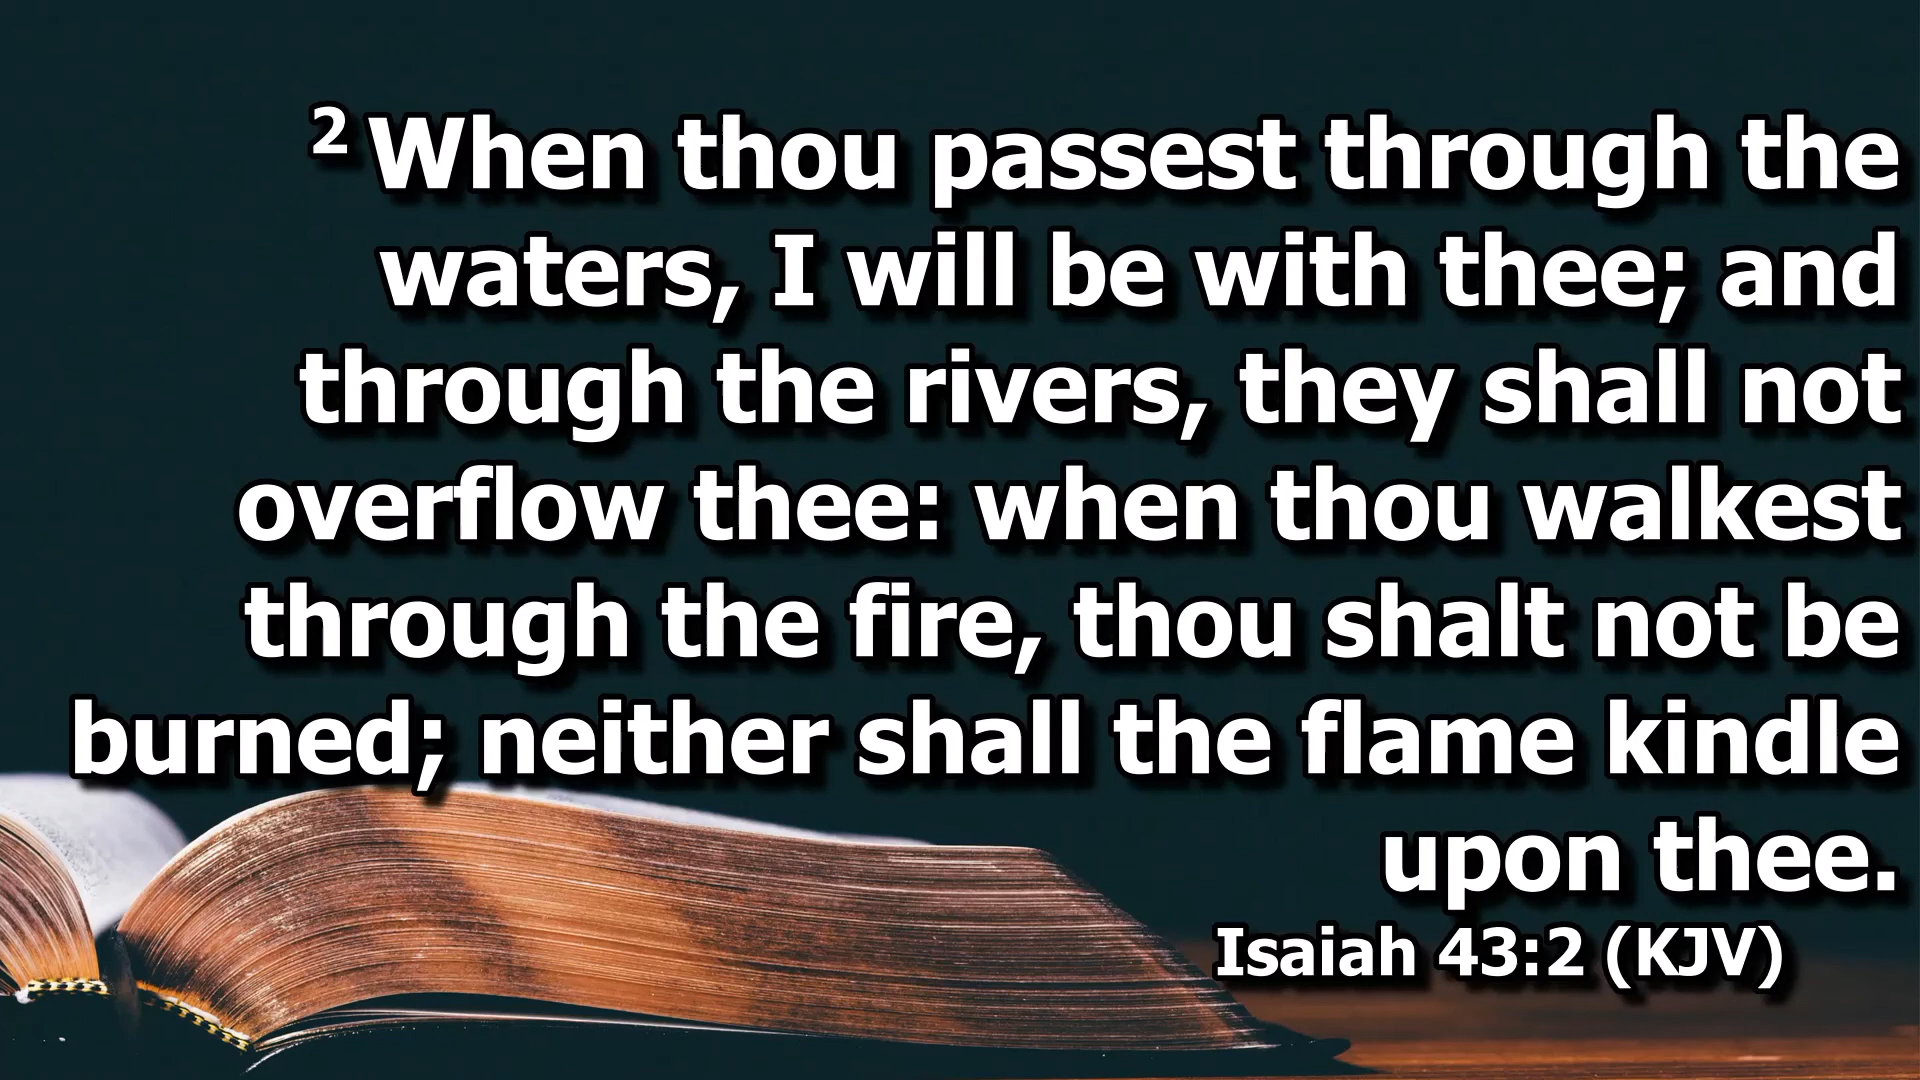 2 When thou passest through the
waters, I will be with thee; and
through the rivers, they shall not
overflow thee: when thou walkest
through the fire, thou shalt not be
burned; neither shall the flame kindle
upon thee.
Isaiah 43:2 (KJV)